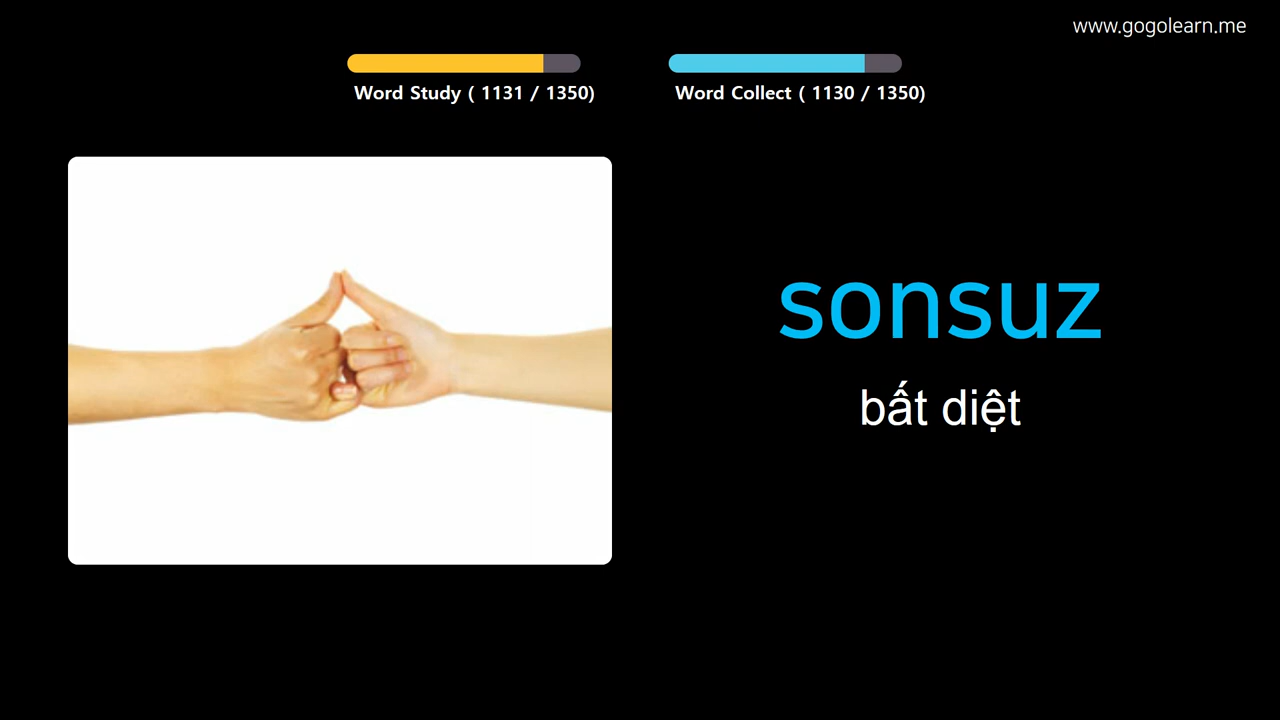 www.gogolearn.me
Word Study ( 1131 / 1350)
Word Collect ( 1130 / 1350)
sonsuz
bất diệt